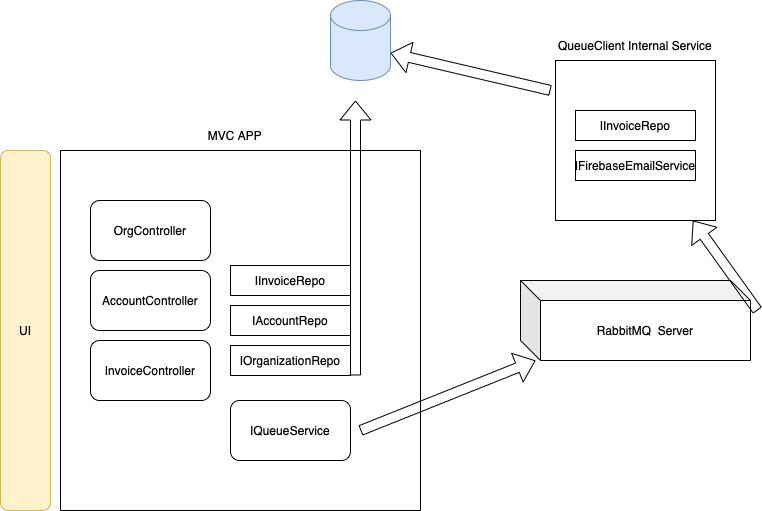 QueueClient Internal Service
IInvoiceRepo
IFirebaseEmailService
MVC APP
OrgController
AccountController
InvoiceController
IInvoiceRepo
IAccountRepo
IOrganizationRepo
IQueueService
UI
RabbitMQ Server